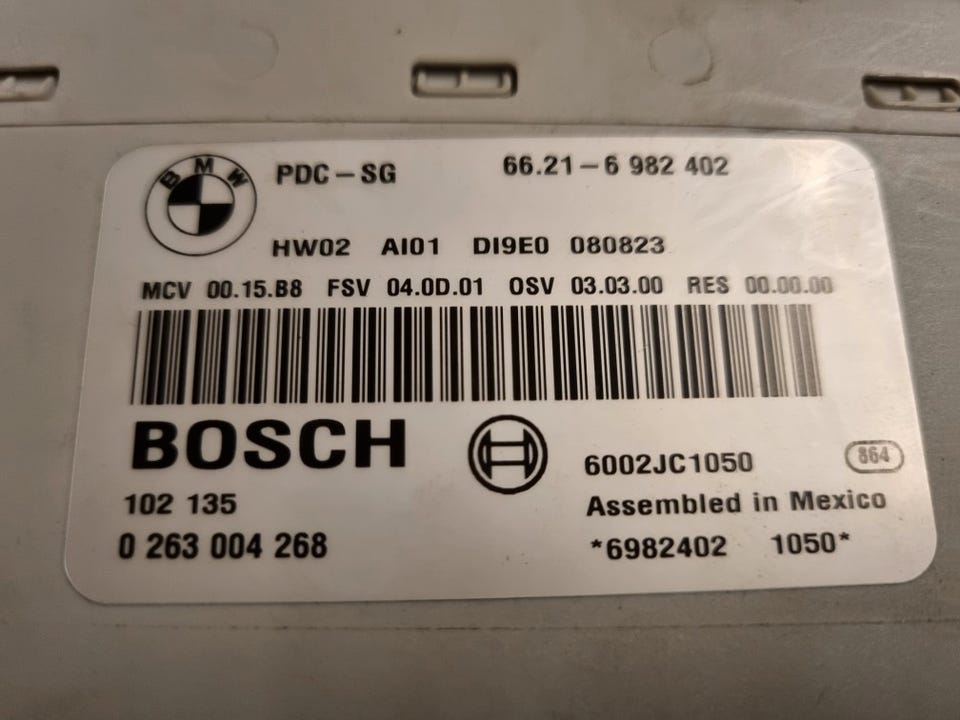 BMW
PDC-SG 66.21-6 982 402
HW02 AI01 DI9E0 080823
MCV 00.15.B8 FSV 04.0D.01 OSV 03.03.00 RES 00.00.00
BOSCH
6002JC1050 864
102 135 Assembled in Mexico
0 263 004 268 *6982402 1050*